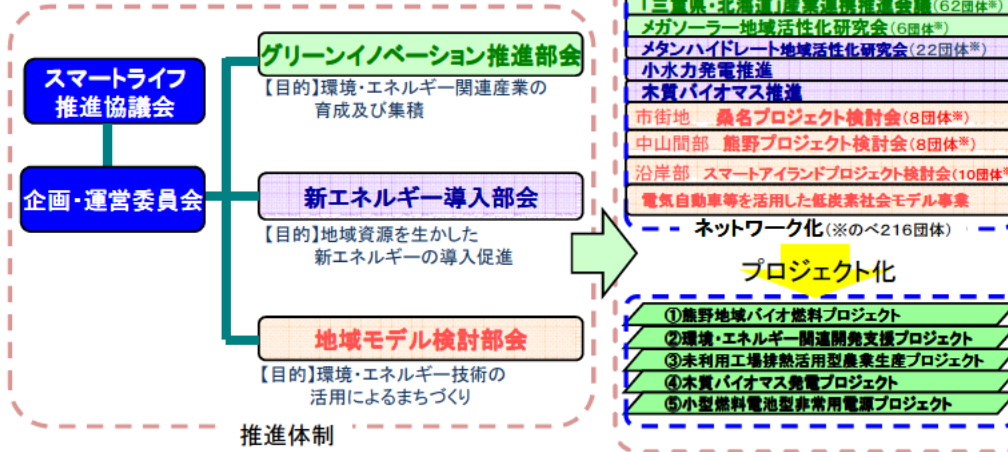 スマートライフ
推進協議会
企画・運営委員会
グリーンイノベーション推進部会
【目的】環境・エネルギー関連産業の
育成及び集積
新エネルギー導入部会
【目的】地域資源を生かした
新エネルギーの導入促進
地域モデル検討部会
【目的】環境・エネルギー技術の
活用によるまちづくり
推進体制
「三重県・北海道」産業連携推進会議(62団体※)
メガソーラー地域活性化研究会(6団体※)
メタンハイドレート地域活性化研究会(22団体※)
小水力発電推進
木質バイオマス推進
市街地 桑名プロジェクト検討会(8団体※)
中山間部 熊野プロジェクト検討会(8団体※)
沿岸部 スマートアイランドプロジェクト検討会(10団体※
電気自動車等を活用した低炭素社会モデル事業
ネットワーク化(※のべ216団体)
プロジェクト化
①熊野地域バイオ燃料プロジェクト
②環境・エネルギー関連開発支援プロジェクト
③未利用工場排熱活用型農業生産プロジェクト
④木質バイオマス発電プロジェクト
⑤小型燃料電池型非常用電源プロジェクト